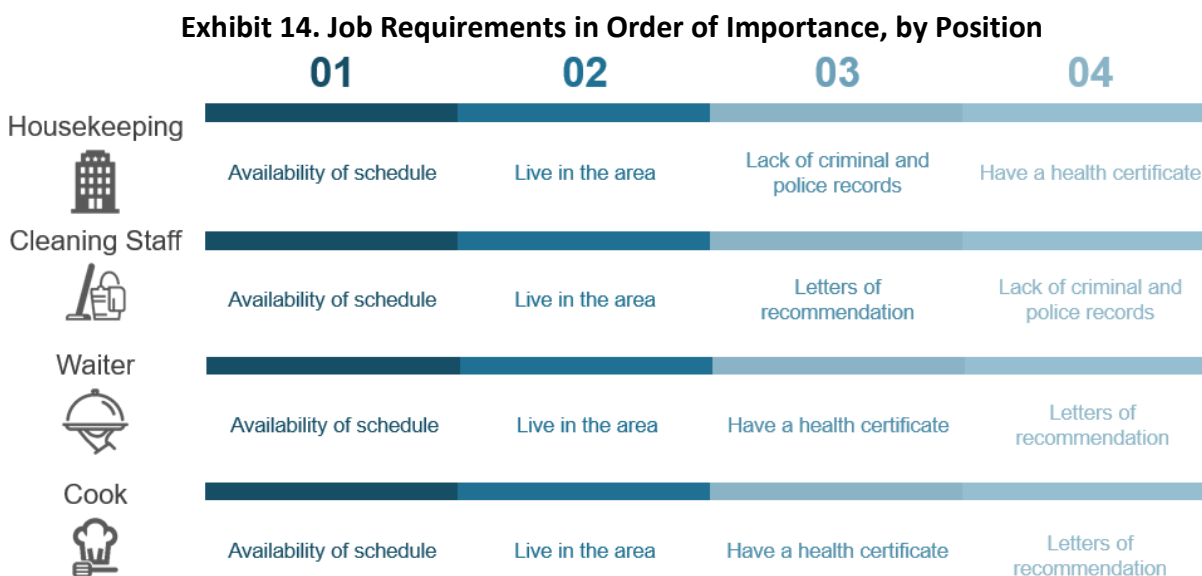 Exhibit 14. Job Requirements in Order of Importance, by Position
01 02 03 04
Housekeeping
Availability of schedule
Live in the area
Lack of criminal and
police records
Have a health certificate
Cleaning Staff
Availability of schedule
Live in the area
Letters of
recommendation
Lack of criminal and
police records
Waiter
Availability of schedule
Live in the area
Have a health certificate
Letters of
recommendation
Cook
Availability of schedule
Live in the area
Have a health certificate
Letters of
recommendation